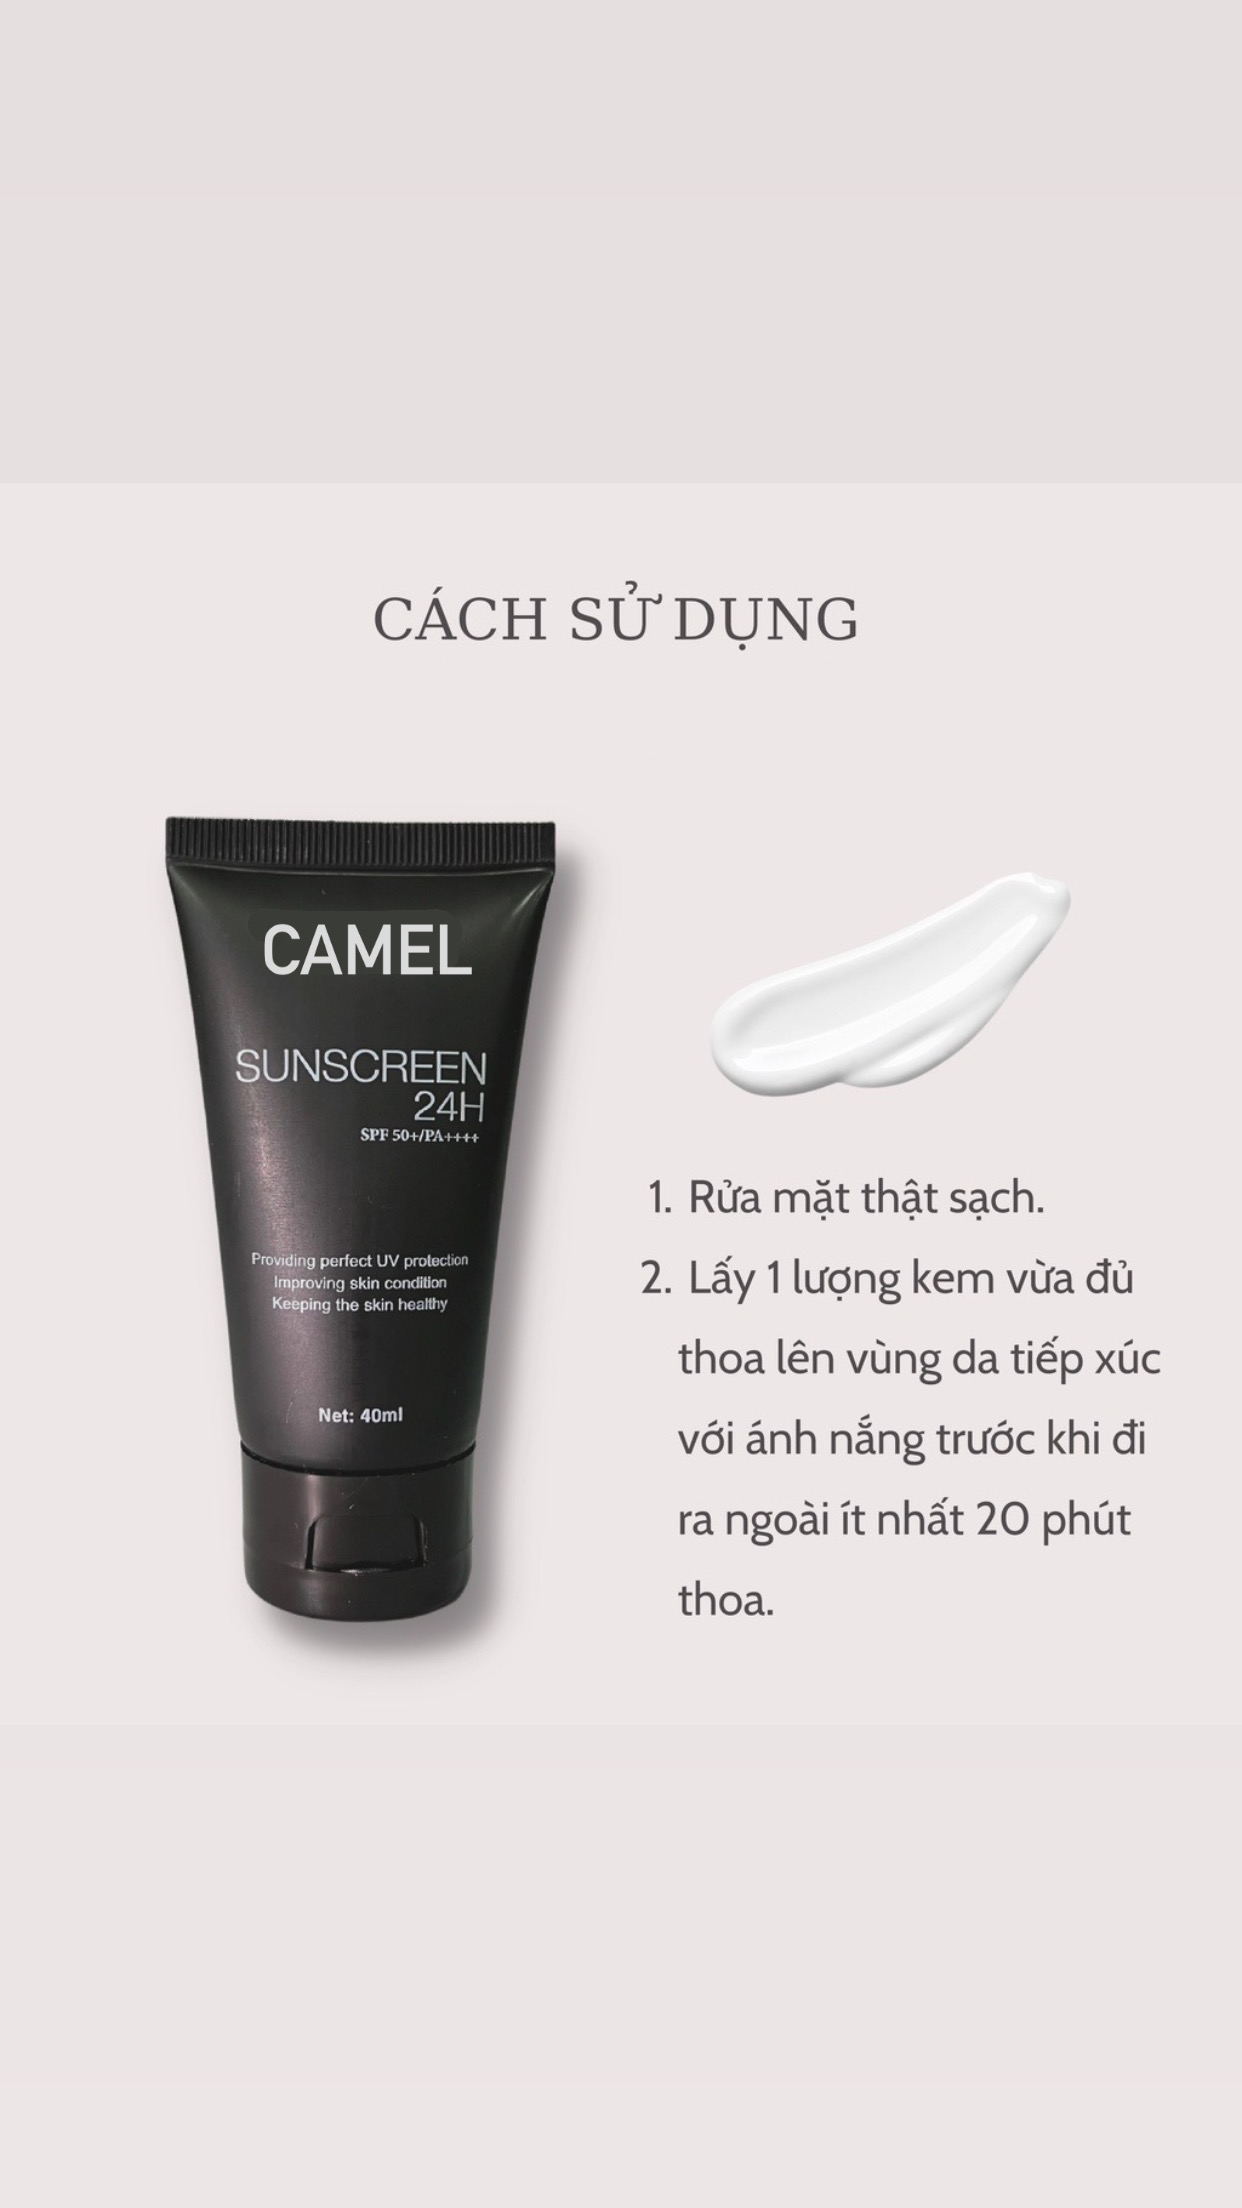 CÁCH SỬ DỤNG
CAMEL
SUNSCREEN
24H
SPF 50+/PA++++
Providing perfect UV protection
Improving skin condition
Keeping the skin healthy
Net: 40ml
1. Rửa mặt thật sạch.
2. Lấy 1 lượng kem vừa đủ
thoa lên vùng da tiếp xúc
với ánh nắng trước khi đi
ra ngoài ít nhất 20 phút
thoa.